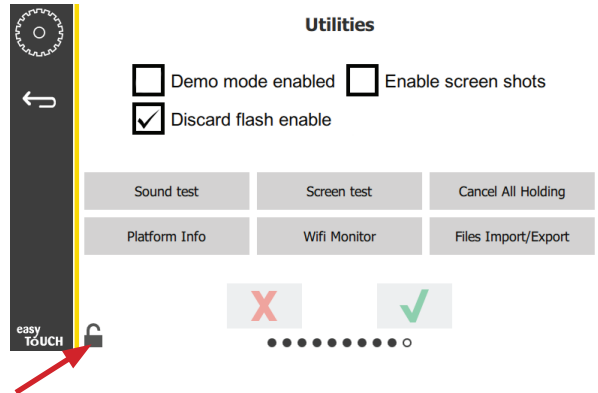 Utilities
Demo mode enabled
Enable screen shots
Discard flash enable
Sound test
Screen test
Cancel All Holding
Platform Info
Wifi Monitor
Files Import/Export
X
easy
TOUCH